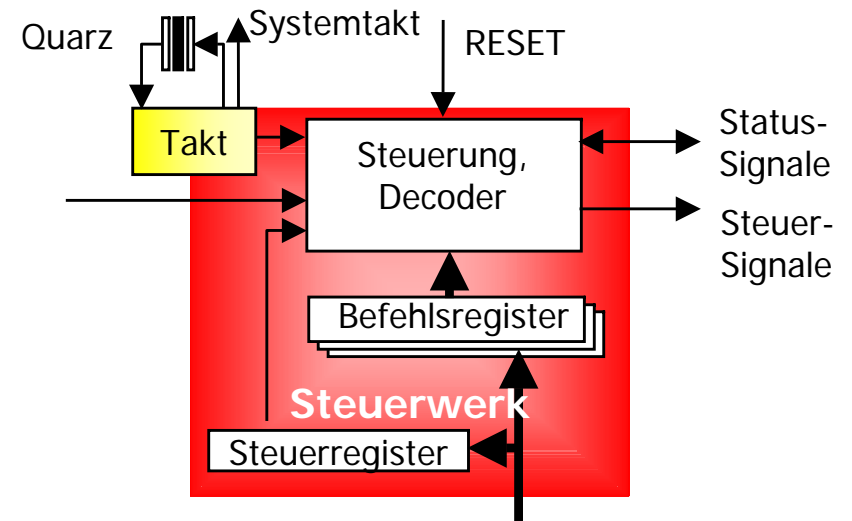 Quarz
Systemtakt
RESET
Takt
Steuerung,
Decoder
Status-
Signale
Steuer-
Signale
Befehlsregister
Steuerwerk
Steuerregister